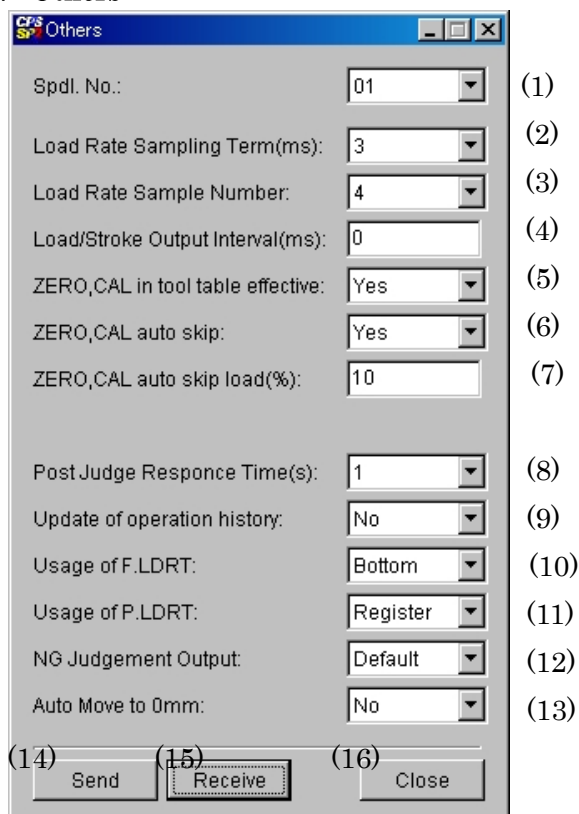 CPS SP Others
Spdl. No.: 01 (1)
Load Rate Sampling Term(ms): 3 (2)
Load Rate Sample Number: 4 (3)
Load/Stroke Output Interval(ms): 0 (4)
ZERO,CAL in tool table effective: Yes (5)
ZERO,CAL auto skip: Yes (6)
ZERO,CAL auto skip load(%): 10 (7)
Post Judge Responce Time(s): 1 (8)
Update of operation history: No (9)
Usage of F.LDRT: Bottom (10)
Usage of P.LDRT: Register (11)
NG Judgement Output: Default (12)
Auto Move to 0mm: No (13)
(14) (15) (16)
Send Receive Close